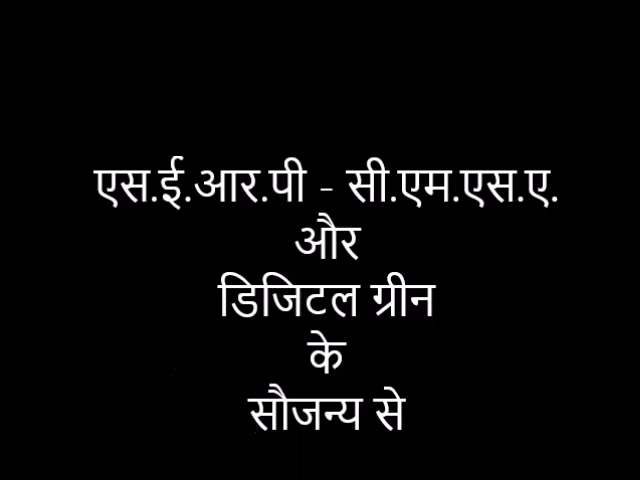 एस.ई.आर.पी - सी.एम.एस.ए.
और
डिजिटल ग्रीन
के
सौजन्य से